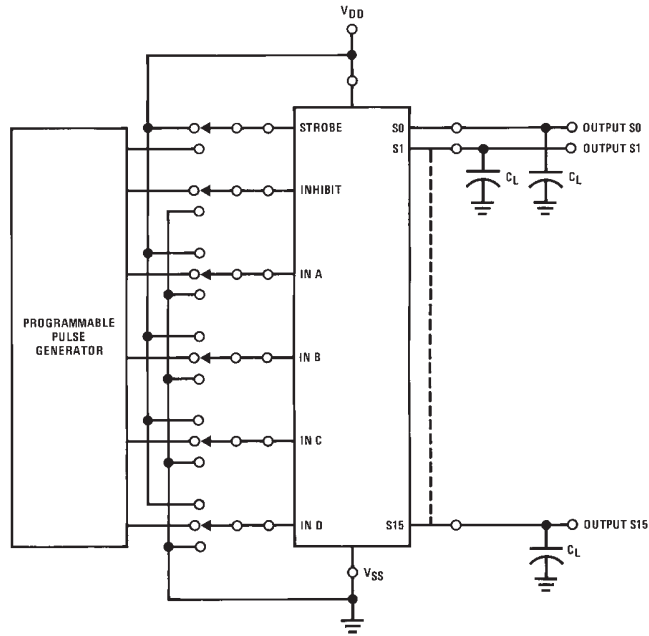 VDD
STROBE
S0
OUTPUT S0
S1
OUTPUT S1
CL
CL
INHIBIT
IN A
PROGRAMMABLE
PULSE
GENERATOR
IN B
IN C
IN D
S15
OUTPUT S15
CL
VSS